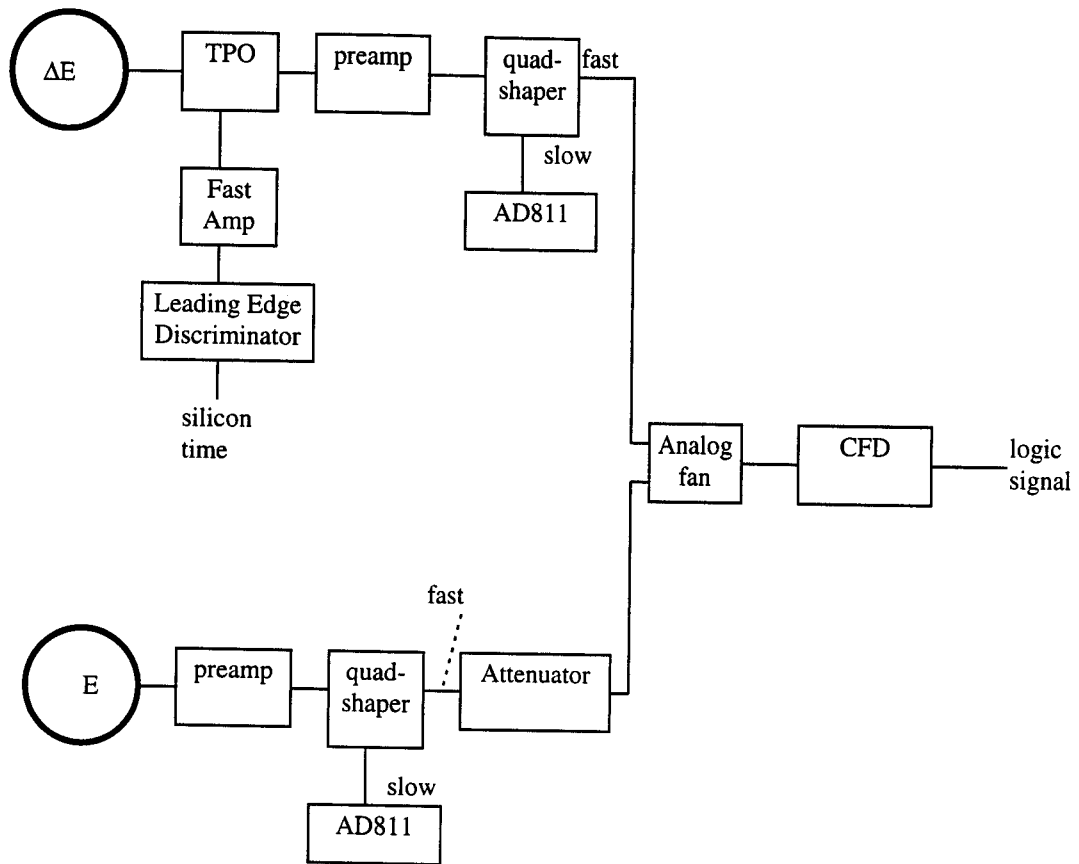 ΔE
TPO
preamp
quad-
shaper
fast
slow
AD811
Fast
Amp
Leading Edge
Discriminator
silicon
time
Analog
fan
CFD
logic
signal
fast
E
preamp
quad-
shaper
Attenuator
slow
AD811